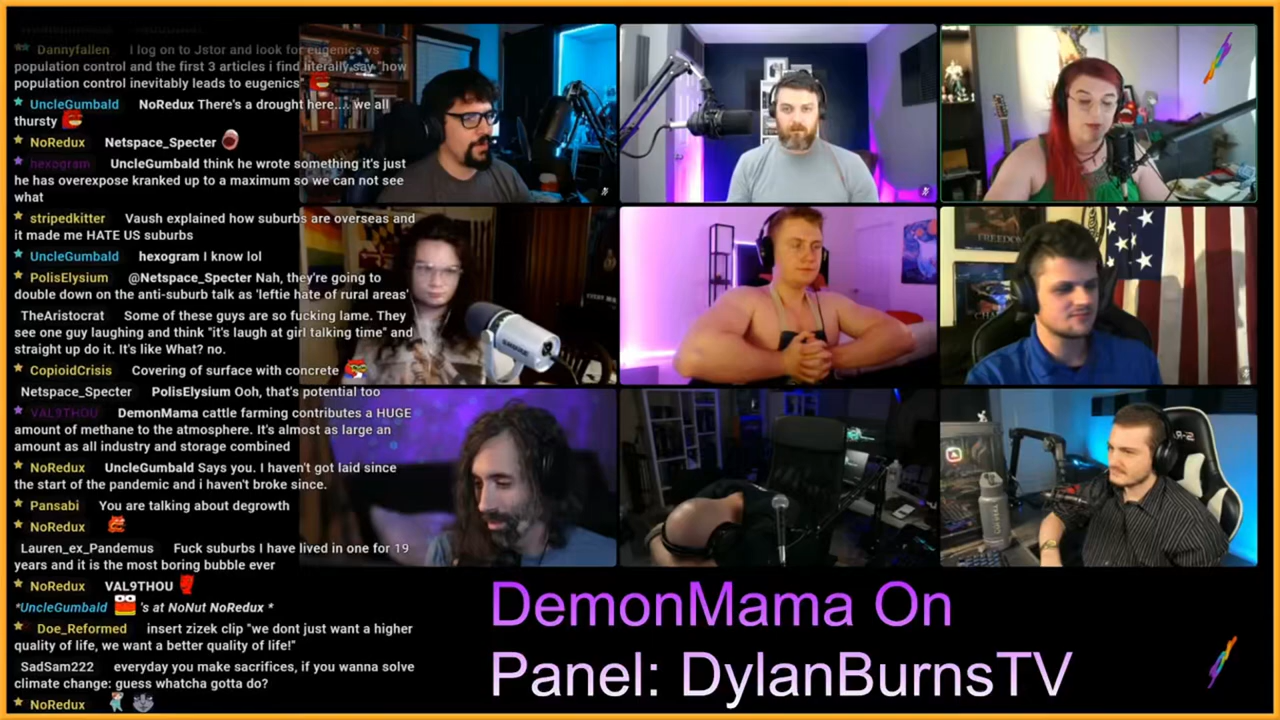 Dannyfallen I log on to Jstor and look for eugenics vs
population control and the first 3 articles i find literally say "how
population control inevitably leads to eugenics"
UncleGumbald NoRedux There's a drought here.... we all
thursty
NoRedux Netspace_Specter
hexogram UncleGumbald think he wrote something it's just
he has overexpose kranked up to a maximum so we can not see
what
stripedkitter Vaush explained how suburbs are overseas and
it made me HATE US suburbs
UncleGumbald hexogram I know lol
PolisElysium @Netspace_Specter Nah, they're going to
double down on the anti-suburb talk as 'leftie hate of rural areas'
TheAristocrat Some of these guys are so fucking lame. They
see one guy laughing and think "it's laugh at girl talking time" and
straight up do it. It's like What? no.
CopioidCrisis Covering of surface with concrete
Netspace_Specter PolisElysium Ooh, that's potential too
VAL9THOU DemonMama cattle farming contributes a HUGE
amount of methane to the atmosphere. It's almost as large an
amount as all industry and storage combined
NoRedux UncleGumbald Says you. I haven't got laid since
the start of the pandemic and i haven't broke since.
Pansabi You are talking about degrowth
NoRedux
Lauren_ex_Pandemus Fuck suburbs I have lived in one for 19
years and it is the most boring bubble ever
NoRedux VAL9THOU
*UncleGumbald 's at NoNut NoRedux *
Doe_Reformed insert zizek clip "we dont just want a higher
quality of life, we want a better quality of life!"
SadSam222 everyday you make sacrifices, if you wanna solve
climate change: guess whatcha gotta do?
NoRedux
FREEDOM
SHURE
DemonMama On
Panel: DylanBurnsTV